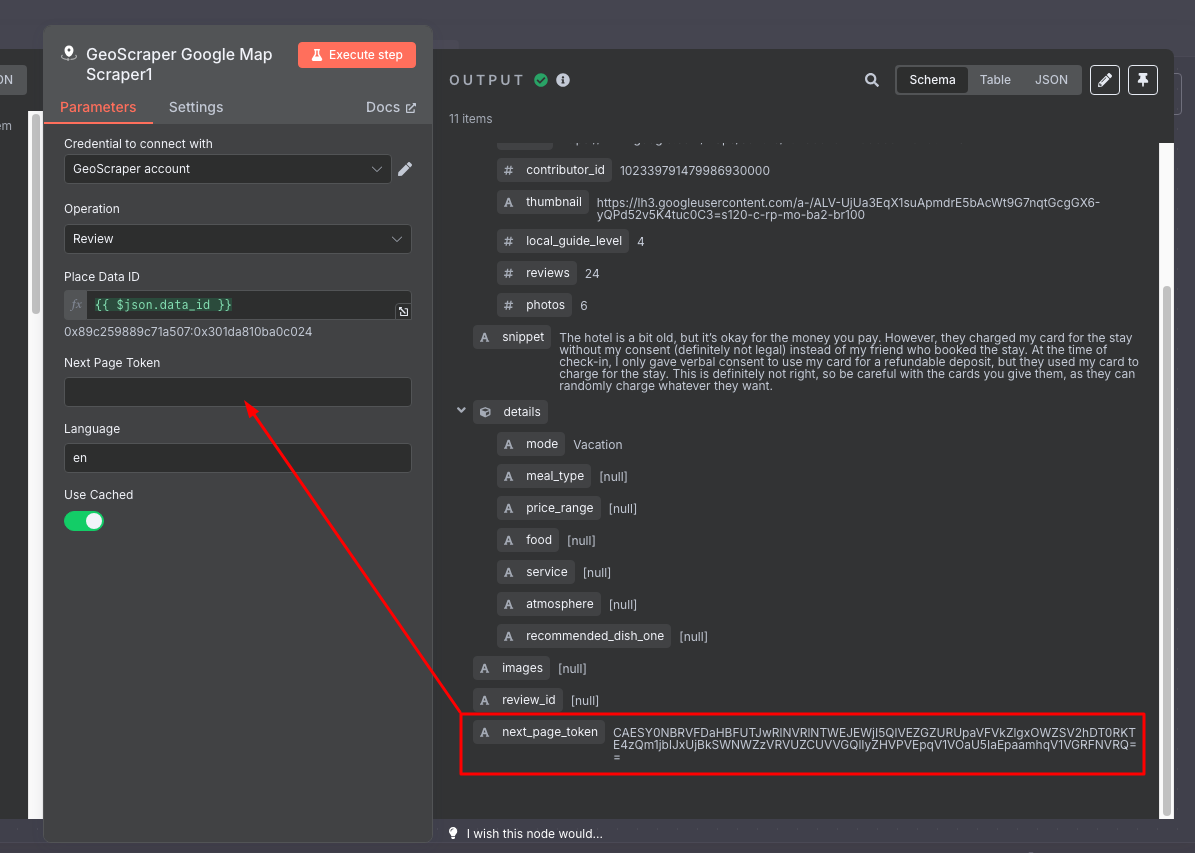 ON
em
GeoScraper Google Map
Scraper1
Execute step
Parameters
Settings
Docs
Credential to connect with
GeoScraper account
Operation
Review
Place Data ID
fx
{{ $json.data_id }}
0x89c259889c71a507:0x301da810ba0c024
Next Page Token
Language
en
Use Cached
OUTPUT
Schema
Table
JSON
11 items
# contributor_id 102339791479986930000
A thumbnail https://lh3.googleusercontent.com/a-/ALV-UjUa3EqX1suApmdrE5bAcWt9G7nqtGcgGX6-
yQPd52v5K4tuc0C3=s120-c-rp-mo-ba2-br100
# local_guide_level 4
# reviews 24
# photos 6
A snippet The hotel is a bit old, but it's okay for the money you pay. However, they charged my card for the stay
without my consent (definitely not legal) instead of my friend who booked the stay. At the time of
check-in, I only gave verbal consent to use my card for a refundable deposit, but they used my card to
charge for the stay. This is definitely not right, so be careful with the cards you give them, as they can
randomly charge whatever they want.
details
A mode Vacation
A meal_type [null]
A price_range [null]
A food [null]
A service [null]
A atmosphere [null]
A recommended_dish_one [null]
A images [null]
A review_id [null]
A next_page_token
I wish this node would...